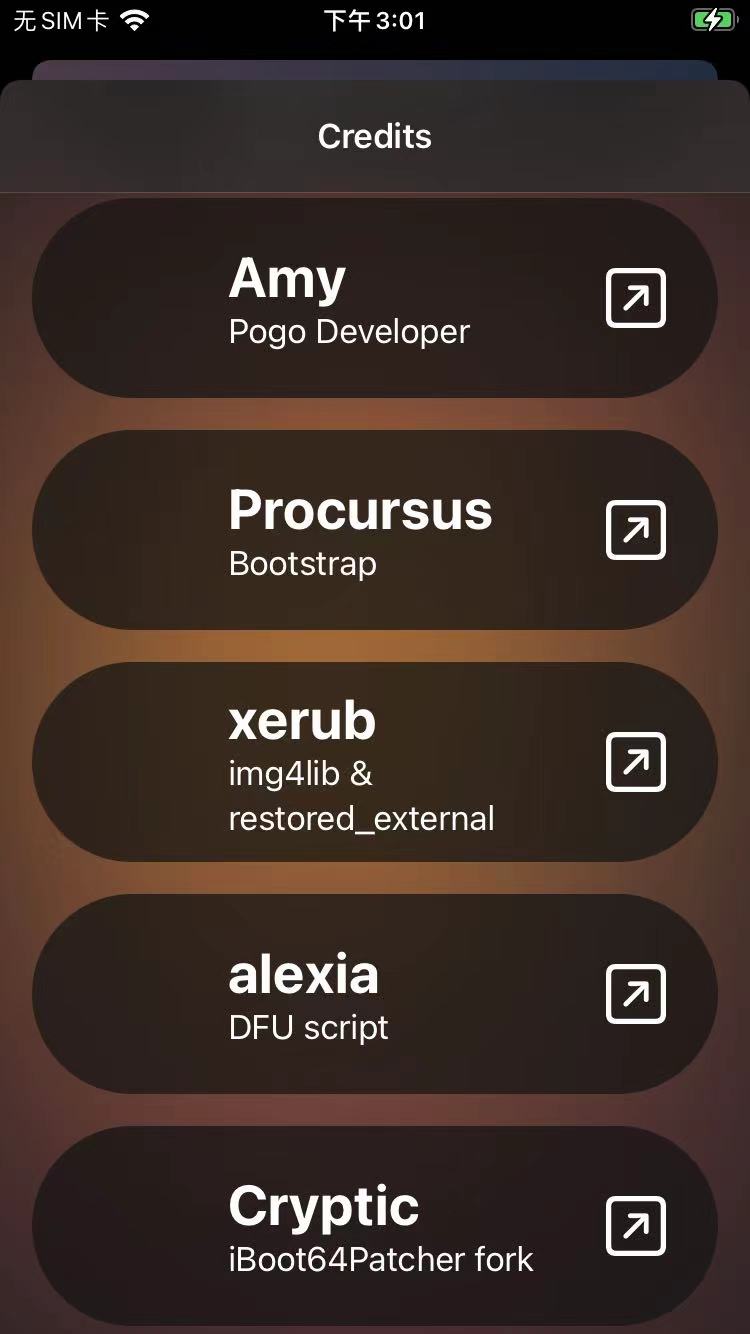 无SIM卡 下午3:01
Credits
Amy
Pogo Developer
Procursus
Bootstrap
xerub
img4lib &
restored_external
alexia
DFU script
Cryptic
iBoot64Patcher fork